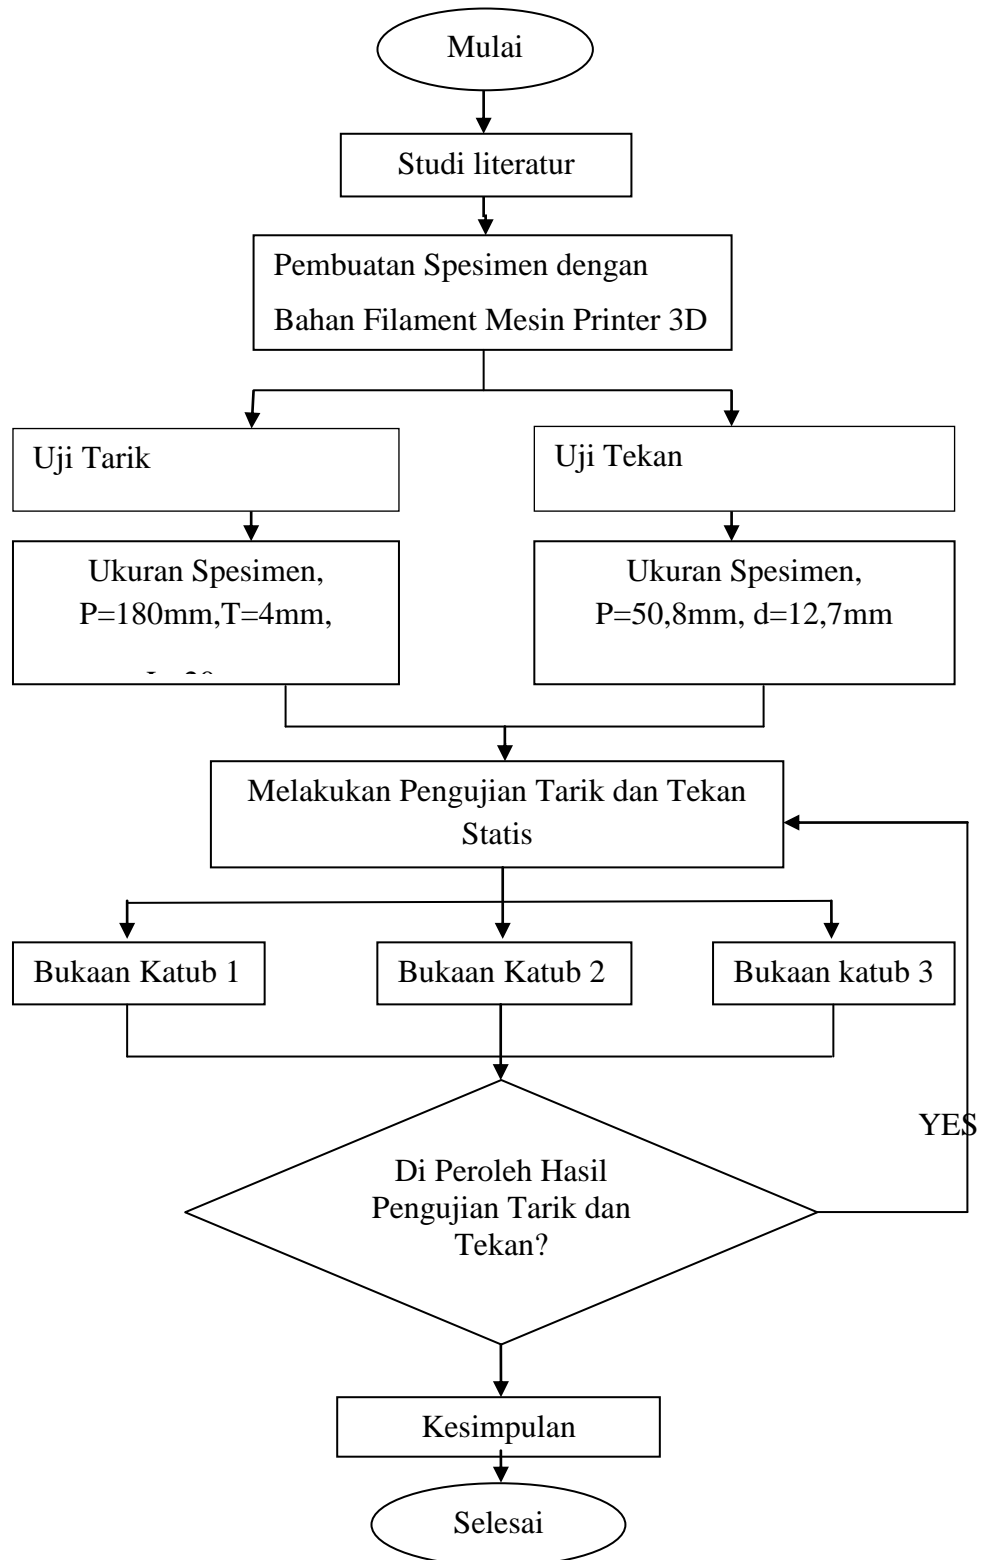 Mulai
Studi literatur
Pembuatan Spesimen dengan
Bahan Filament Mesin Printer 3D
Uji Tarik
Uji Tekan
Ukuran Spesimen,
P=180mm,T=4mm,
Ukuran Spesimen,
P=50,8mm, d=12,7mm
Melakukan Pengujian Tarik dan Tekan
Statis
Bukaan Katub 1
Bukaan Katub 2
Bukaan katub 3
YES
Di Peroleh Hasil
Pengujian Tarik dan
Tekan?
Kesimpulan
Selesai